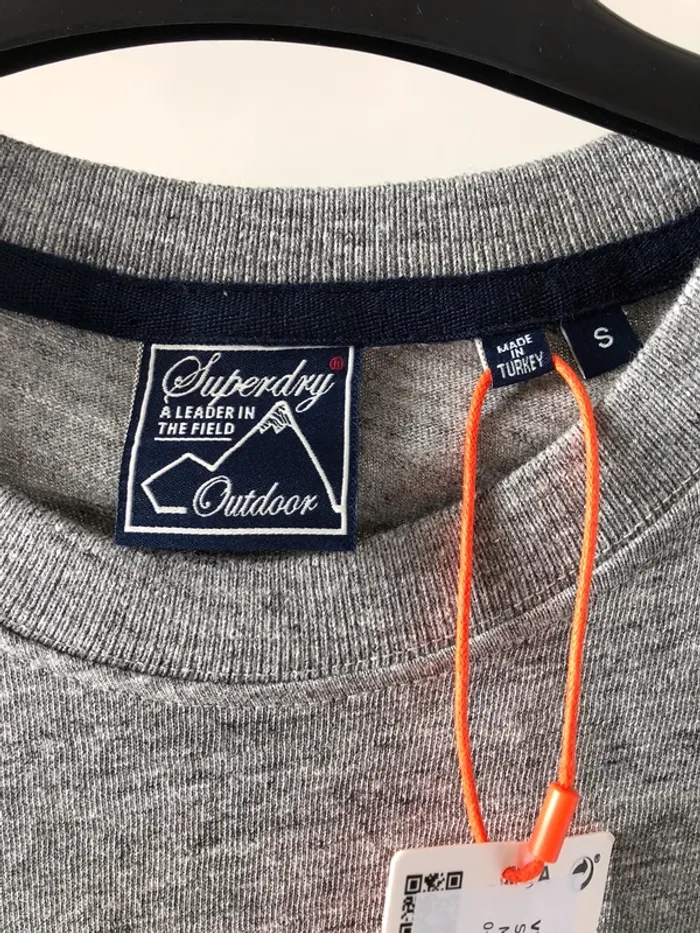 Superdry
A LEADER IN
THE FIELD
Outdoor
MADE
IN
TURKEY
S